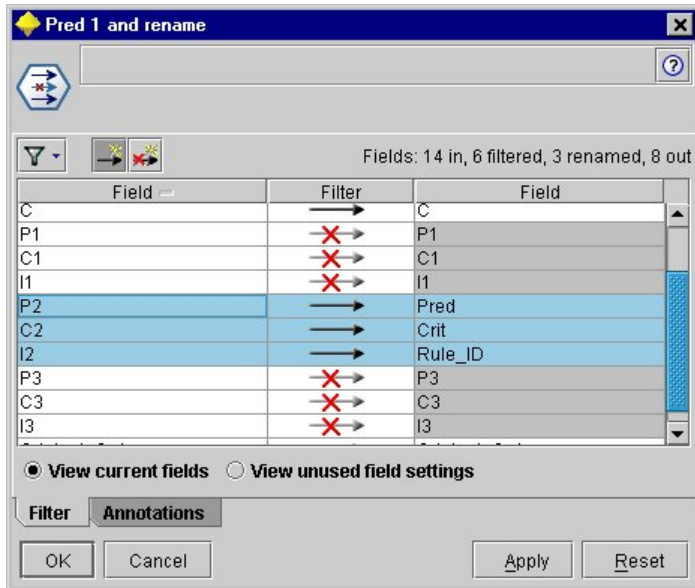 Pred 1 and rename
Fields: 14 in, 6 filtered, 3 renamed, 8 out
Field Filter Field
C C
P1 P1
C1 C1
I1 I1
P2 Pred
C2 Crit
I2 Rule_ID
P3 P3
C3 C3
I3 I3
View current fields View unused field settings
Filter Annotations
OK Cancel Apply Reset